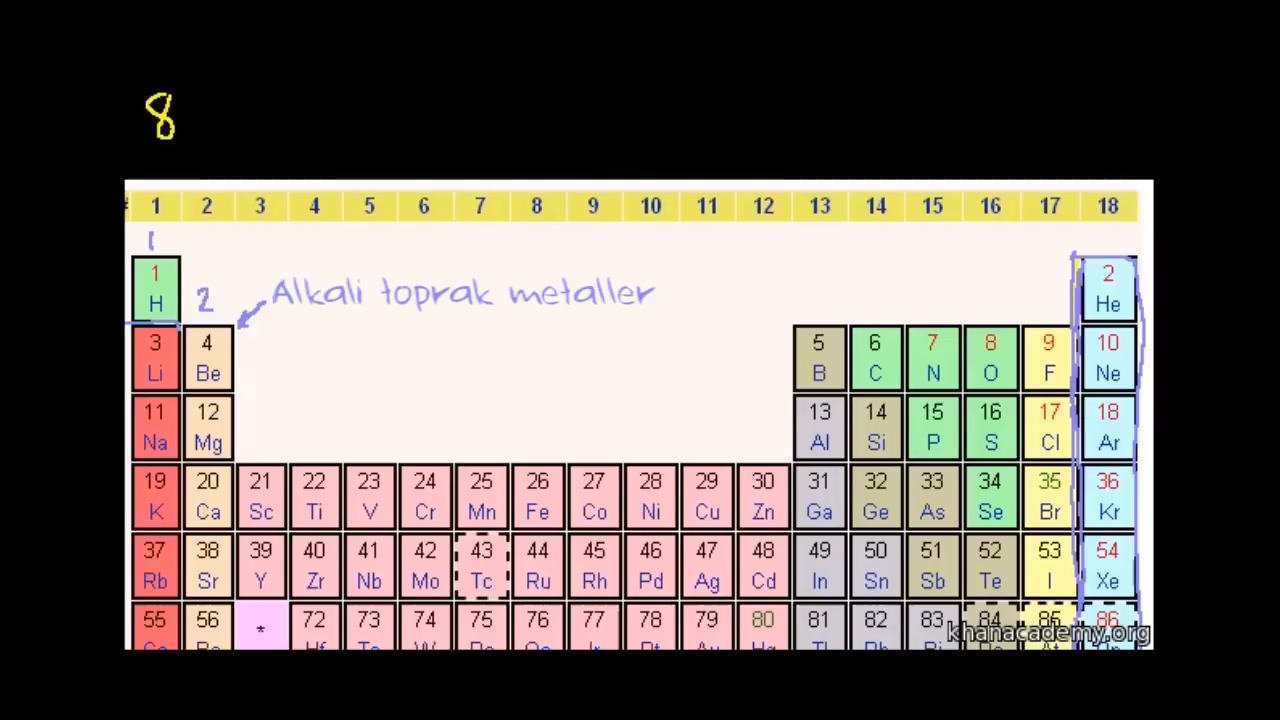 8
1 2 3 4 5 6 7 8 9 10 11 12 13 14 15 16 17 18
1
1 2
H 2 Alkali toprak metaller He
3 4 5 6 7 8 9 10
Li Be B C N O F Ne
11 12 13 14 15 16 17 18
Na Mg Al Si P S Cl Ar
19 20 21 22 23 24 25 26 27 28 29 30 31 32 33 34 35 36
K Ca Sc Ti V Cr Mn Fe Co Ni Cu Zn Ga Ge As Se Br Kr
37 38 39 40 41 42 43 44 45 46 47 48 49 50 51 52 53 54
Rb Sr Y Zr Nb Mo Tc Ru Rh Pd Ag Cd In Sn Sb Te I Xe
55 56 * 72 73 74 75 76 77 78 79 80 81 82 83 84 85 86
khanacademy.org